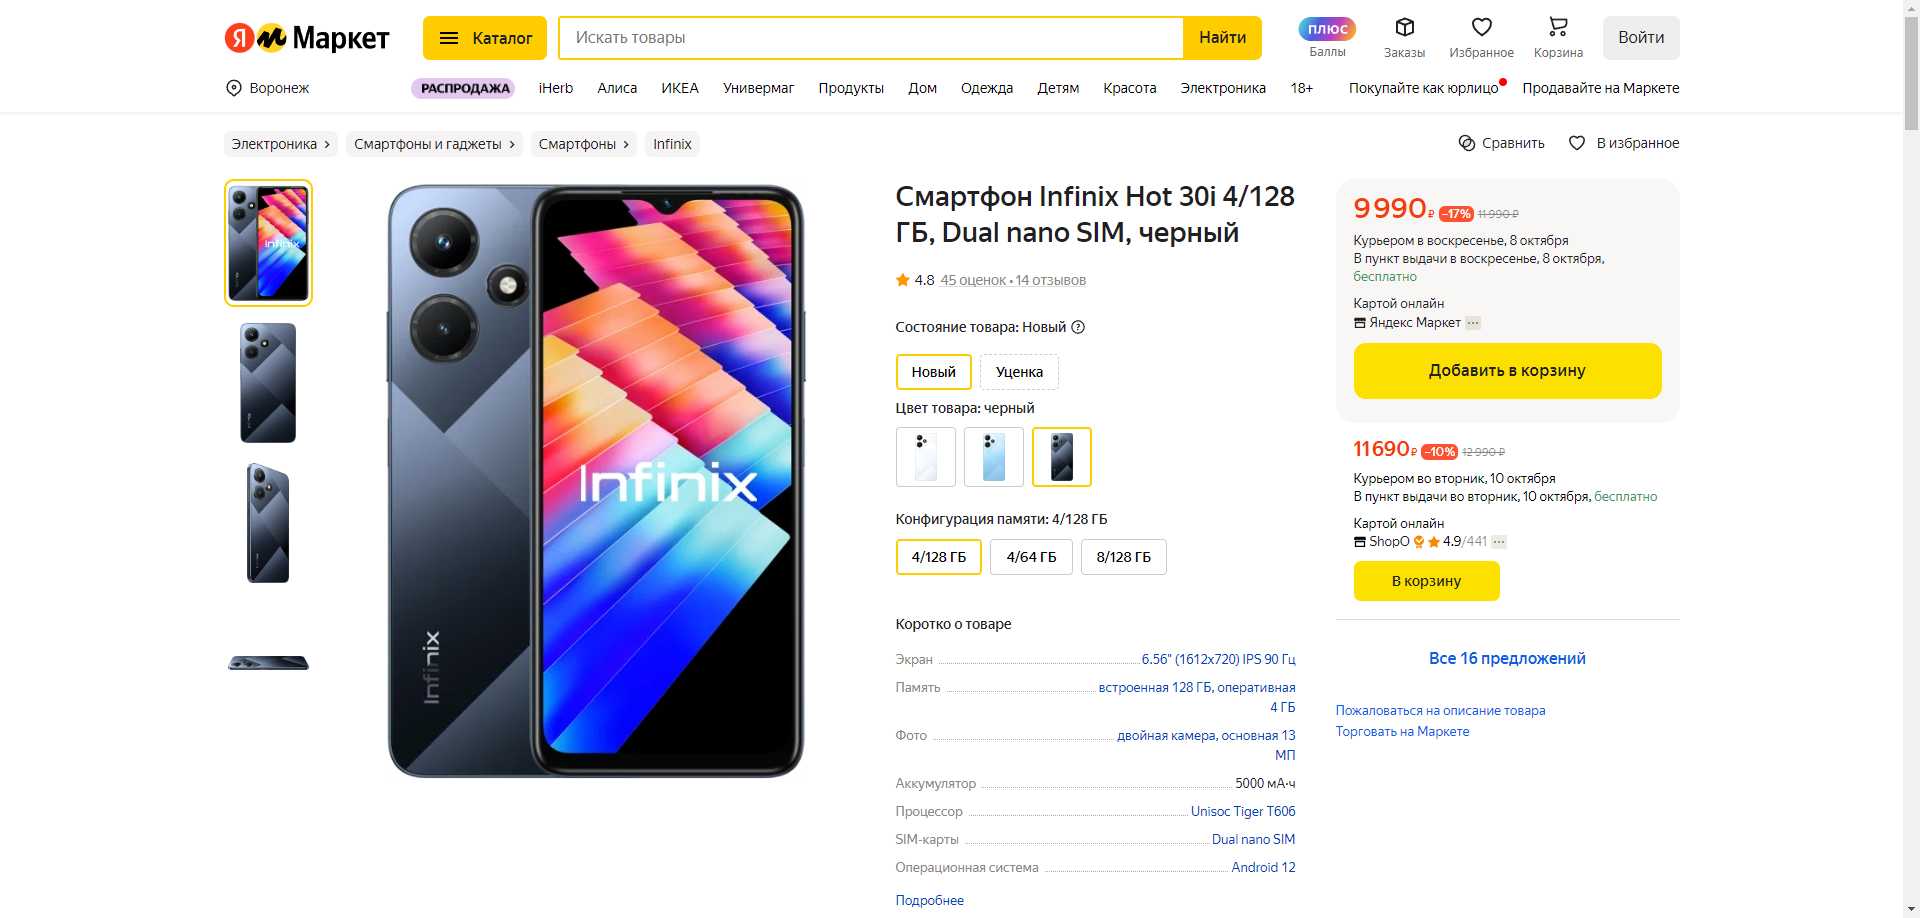 Я Маркет
Каталог
Искать товары
Найти
плюс
Баллы
Заказы
Избранное
Корзина
Войти
Воронеж
РАСПРОДАЖА
iHerb
Алиса
ИКЕА
Универмаг
Продукты
Дом
Одежда
Детям
Красота
Электроника
18+
Покупайте как юрлицо
Продавайте на Маркете
Электроника
Смартфоны и гаджеты
Смартфоны
Infinix
Сравнить
В избранное
Infinix
Infinix
Infinix
Смартфон Infinix Hot 30i 4/128
ГБ, Dual nano SIM, черный
4.8 45 оценок • 14 отзывов
Состояние товара: Новый
Новый
Уценка
Цвет товара: черный
Конфигурация памяти: 4/128 ГБ
4/128 ГБ
4/64 ГБ
8/128 ГБ
Коротко о товаре
Экран 6.56" (1612x720) IPS 90 Гц
Память встроенная 128 ГБ, оперативная
4 ГБ
Фото двойная камера, основная 13
МП
Аккумулятор 5000 мА·ч
Процессор Unisoc Tiger T606
SIM-карты Dual nano SIM
Операционная система Android 12
Подробнее
9 990 ₽ −17% 11 990 ₽
Курьером в воскресенье, 8 октября
В пункт выдачи в воскресенье, 8 октября,
бесплатно
Картой онлайн
Яндекс Маркет
Добавить в корзину
11 690 ₽ −10% 12 990 ₽
Курьером во вторник, 10 октября
В пункт выдачи во вторник, 10 октября, бесплатно
Картой онлайн
ShopO 4.9/441
В корзину
Все 16 предложений
Пожаловаться на описание товара
Торговать на Маркете